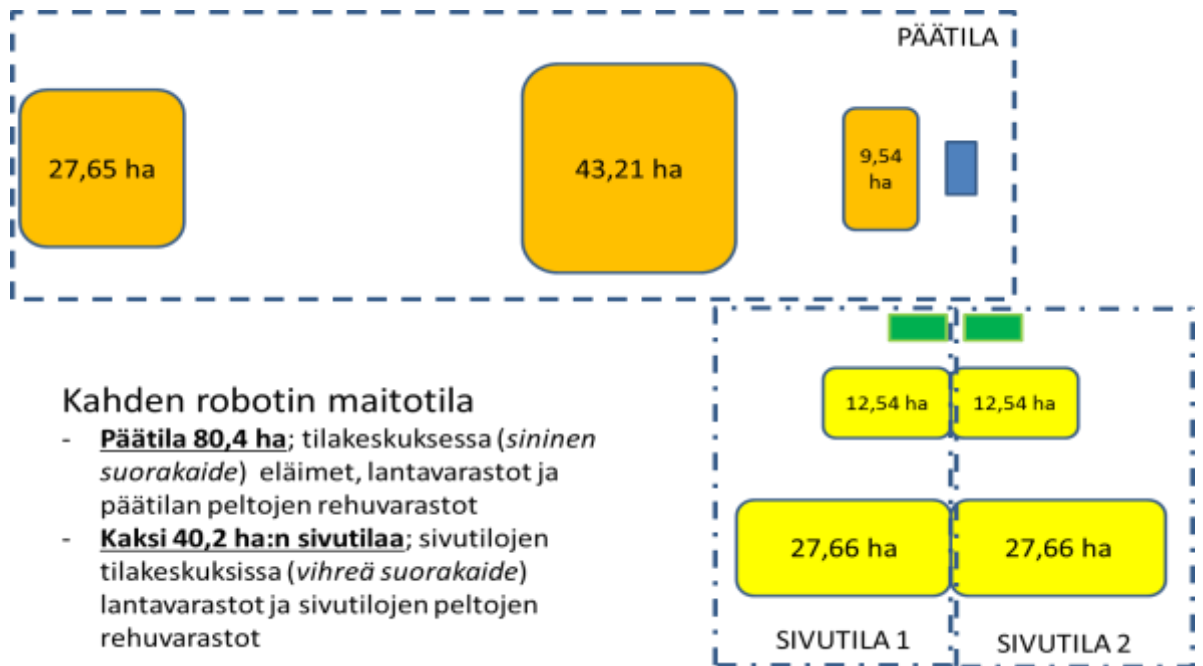 PÄÄTILA
27,65 ha
43,21 ha
9,54
ha
12,54 ha
12,54 ha
27,66 ha
27,66 ha
SIVUTILA 1
SIVUTILA 2
Kahden robotin maitotila
- Päätila 80,4 ha; tilakeskuksessa (sininen
suorakaide) eläimet, lantavarastot ja
päätilan peltojen rehuvarastot
- Kaksi 40,2 ha:n sivutilaa; sivutilojen
tilakeskuksissa (vihreä suorakaide)
lantavarastot ja sivutilojen peltojen
rehuvarastot